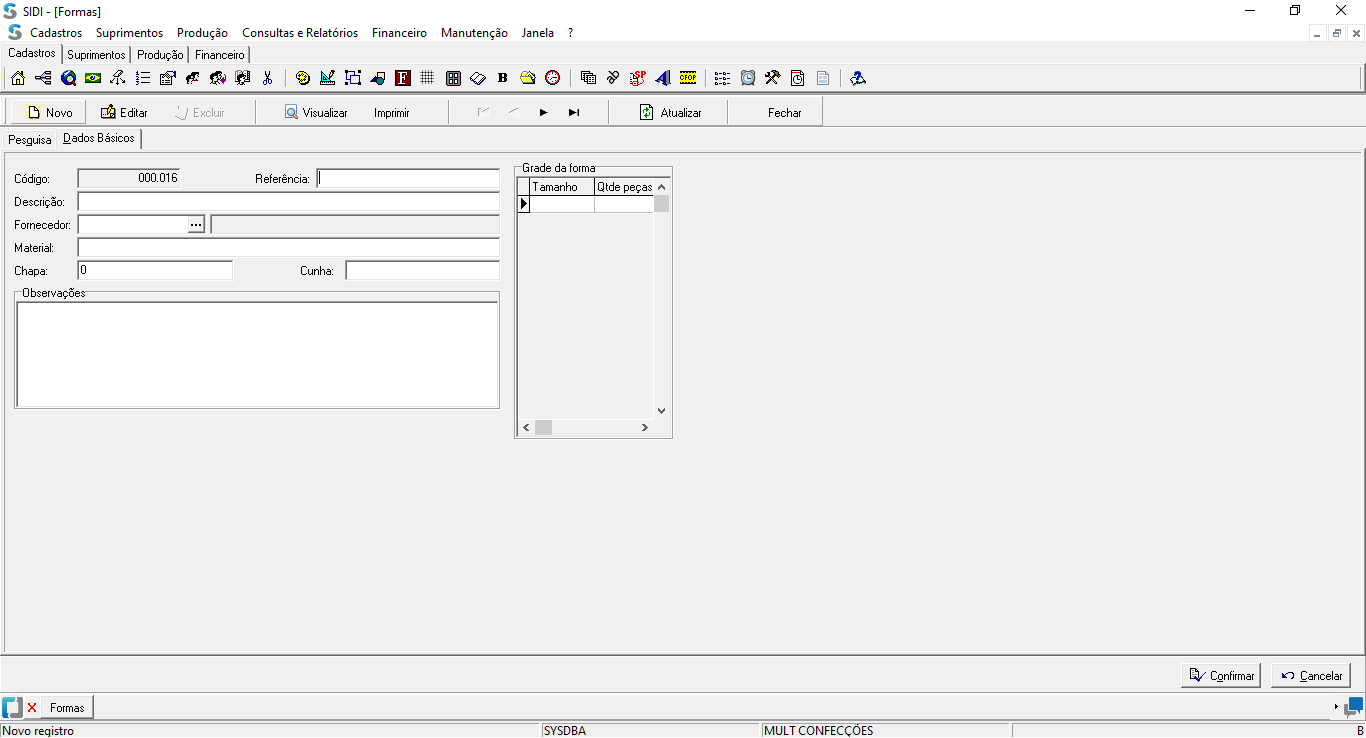 SIDI - [Formas]
Cadastros Suprimentos Produção Consultas e Relatórios Financeiro Manutenção Janela ?
Cadastros Suprimentos Produção Financeiro
F B SP CFOP
Novo Editar Excluir Visualizar Imprimir Atualizar Fechar
Pesquisa Dados Básicos
Código: 000.016 Referência:
Descrição:
Fornecedor: ...
Material:
Chapa: 0 Cunha:
Observações
Grade da forma
Tamanho Qtde peças
Confirmar Cancelar
Formas
Novo registro SYSDBA MULT CONFECÇÕES B